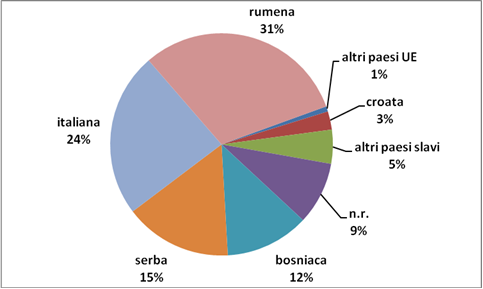 rumena
31%
altri paesi UE
1%
croata
3%
altri paesi slavi
5%
n.r.
9%
bosniaca
12%
serba
15%
italiana
24%